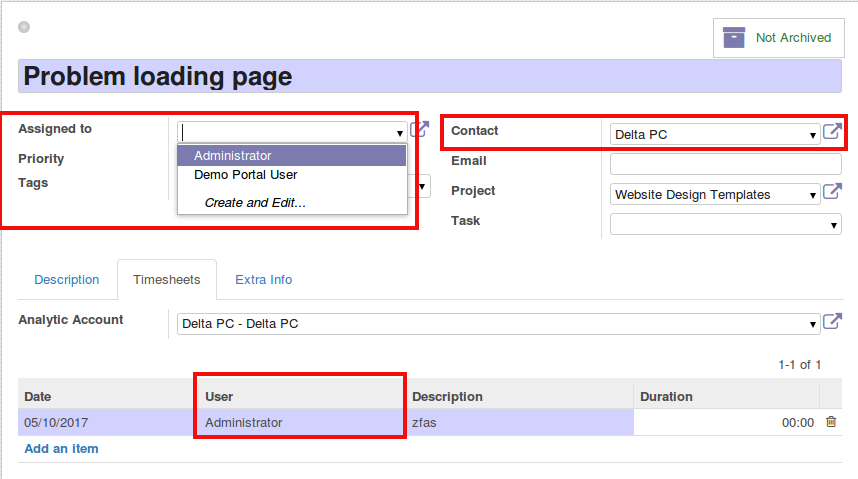 Not Archived
Problem loading page
Assigned to
Administrator
Demo Portal User
Create and Edit...
Priority
Tags
Contact
Delta PC
Email
Project
Website Design Templates
Task
Description
Timesheets
Extra Info
Analytic Account
Delta PC - Delta PC
1-1 of 1
Date User Description Duration
05/10/2017 Administrator zfas 00:00
Add an item